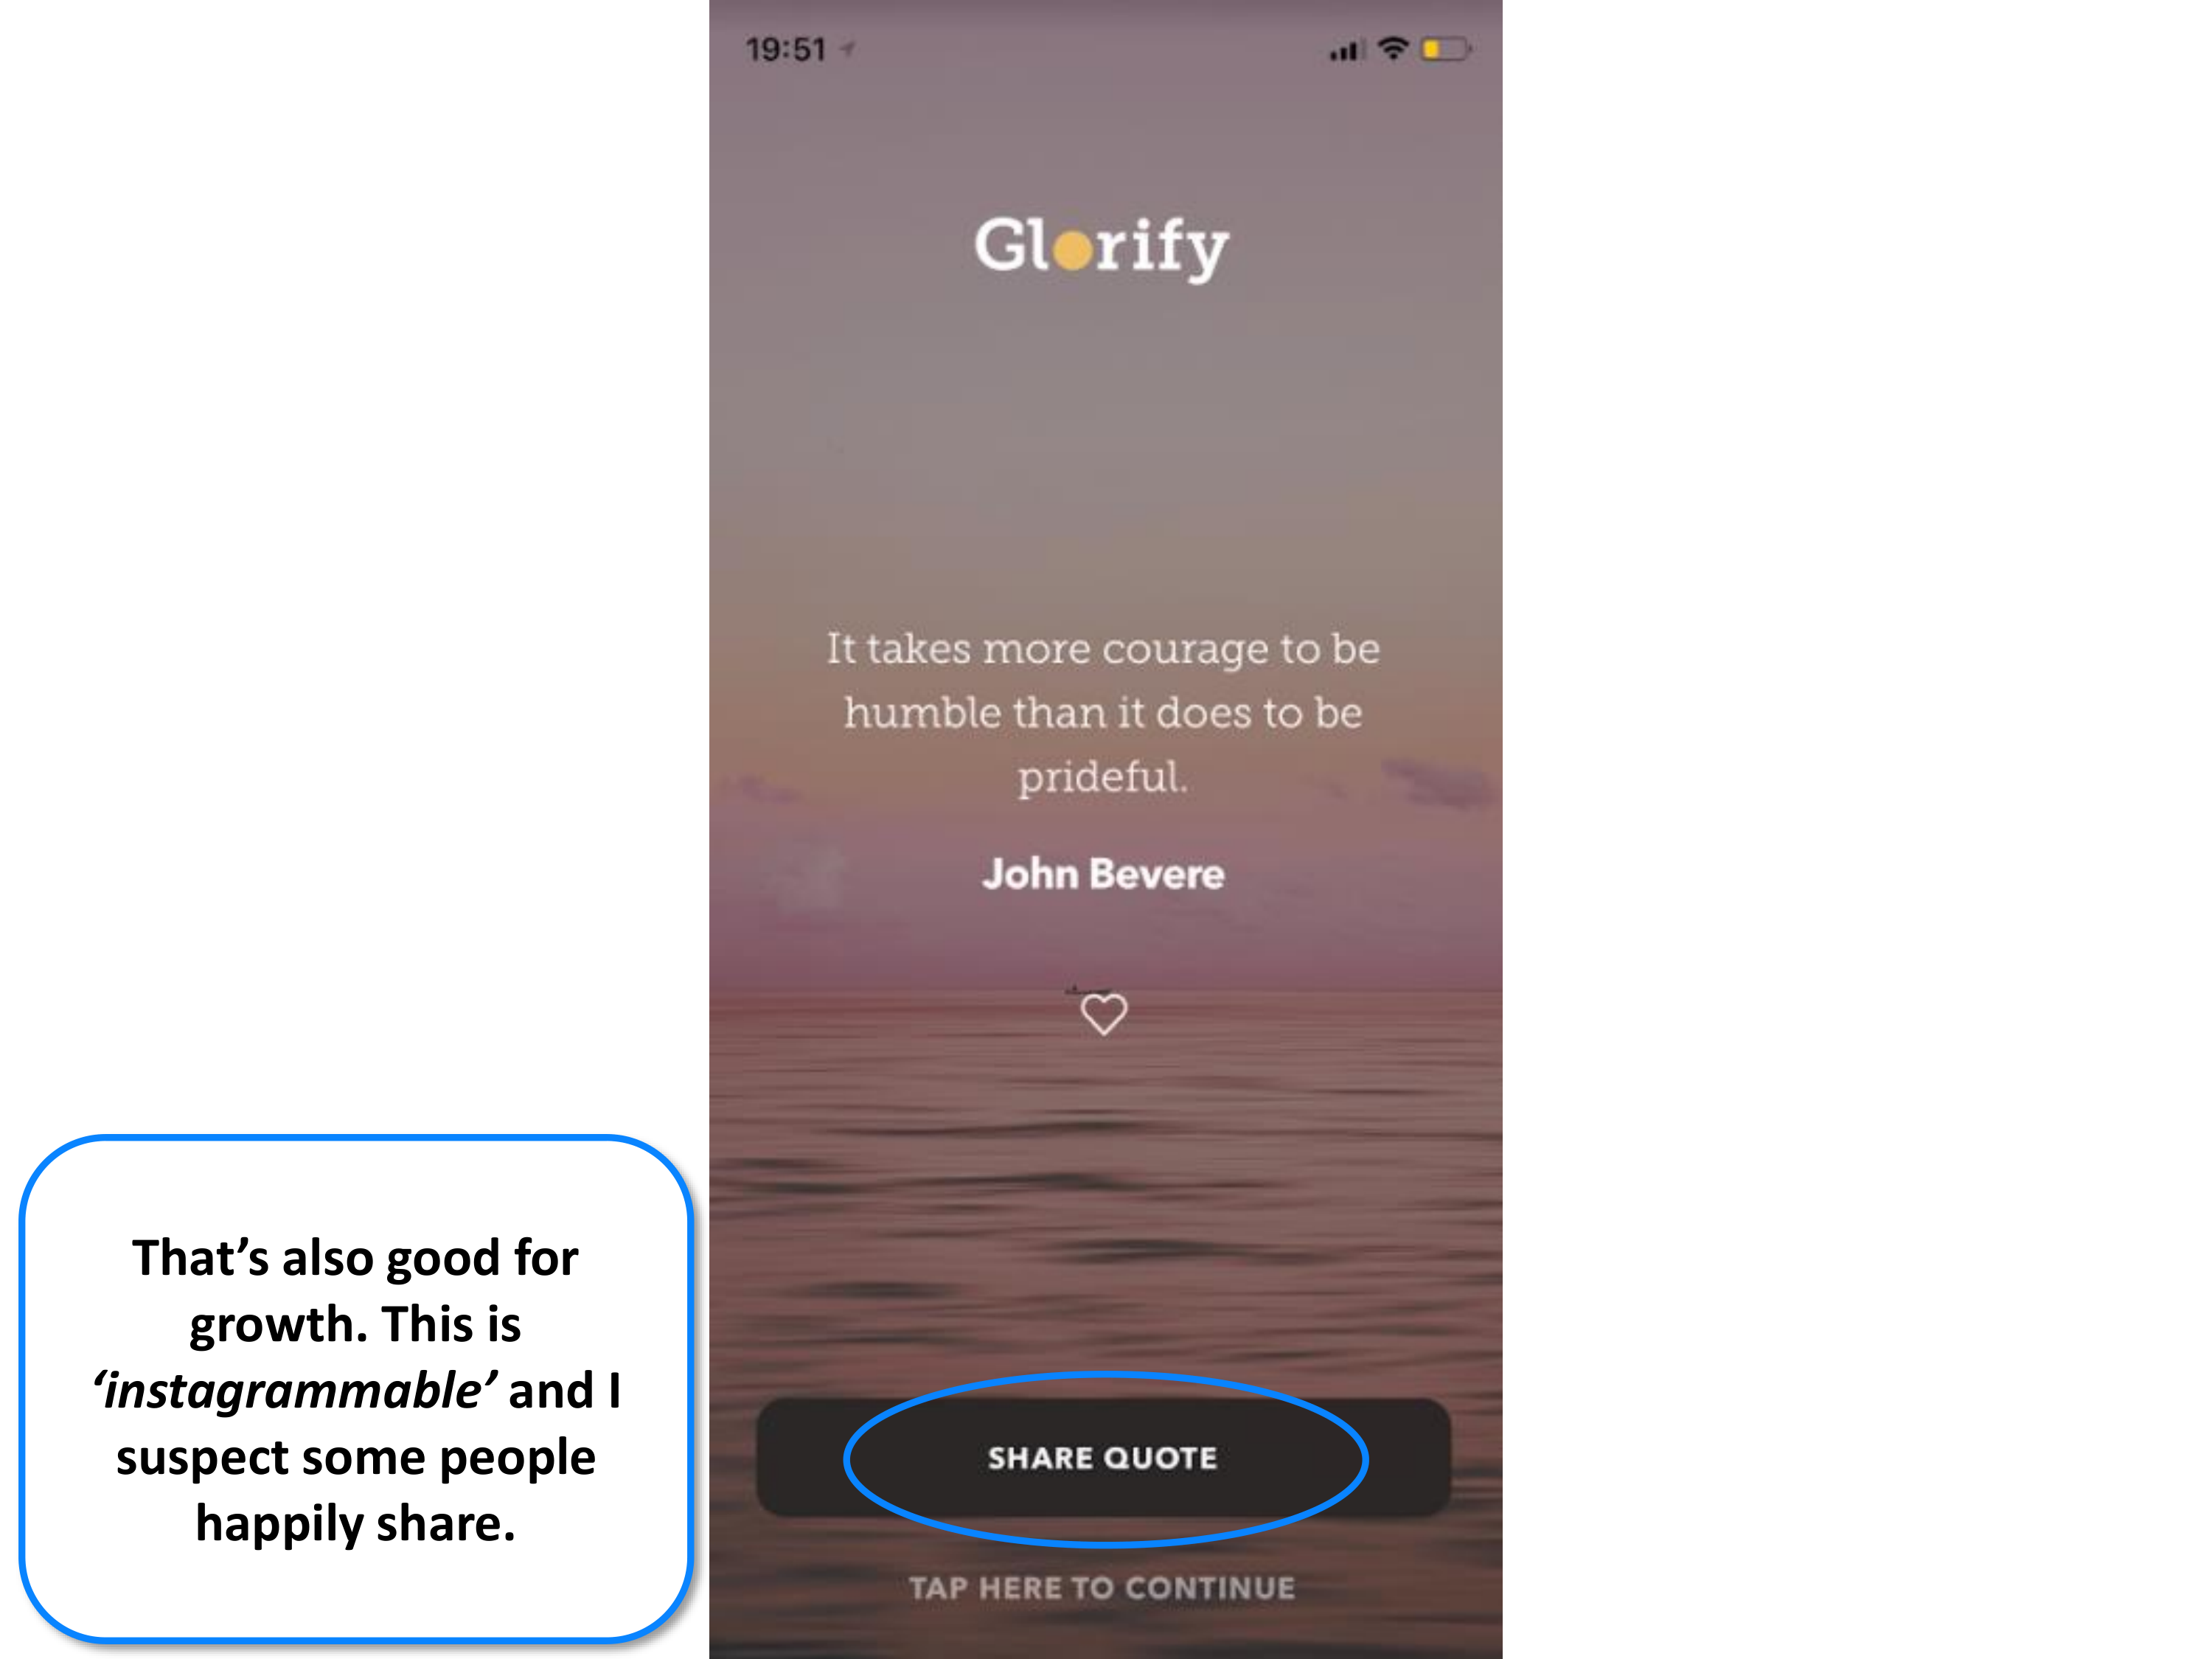 19:51
Glorify
It takes more courage to be
humble than it does to be
prideful.
John Bevere
That’s also good for
growth. This is
‘instagrammable’ and I
suspect some people
happily share.
SHARE QUOTE
TAP HERE TO CONTINUE